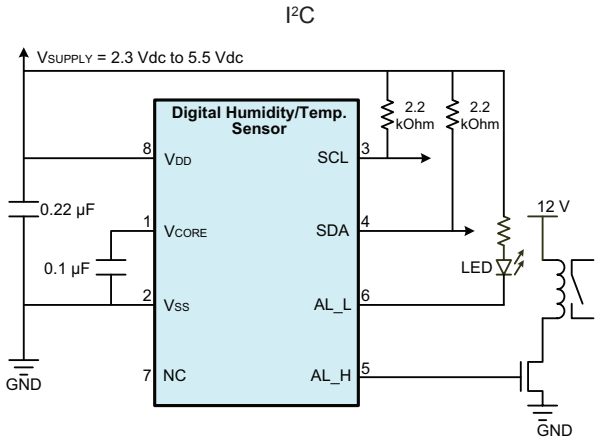 I²C
VSUPPLY = 2.3 Vdc to 5.5 Vdc
Digital Humidity/Temp.
Sensor
2.2
kOhm
2.2
kOhm
8
VDD
SCL
3
0.22 µF
1
VCORE
SDA
4
12 V
0.1 µF
LED
2
VSS
AL_L
6
7
NC
AL_H
5
GND
GND